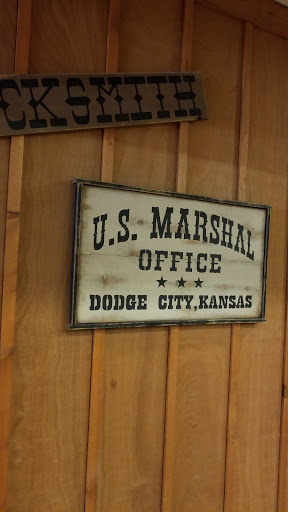 CKSMITH
U.S. MARSHAL
OFFICE
★ ★ ★
DODGE CITY, KANSAS